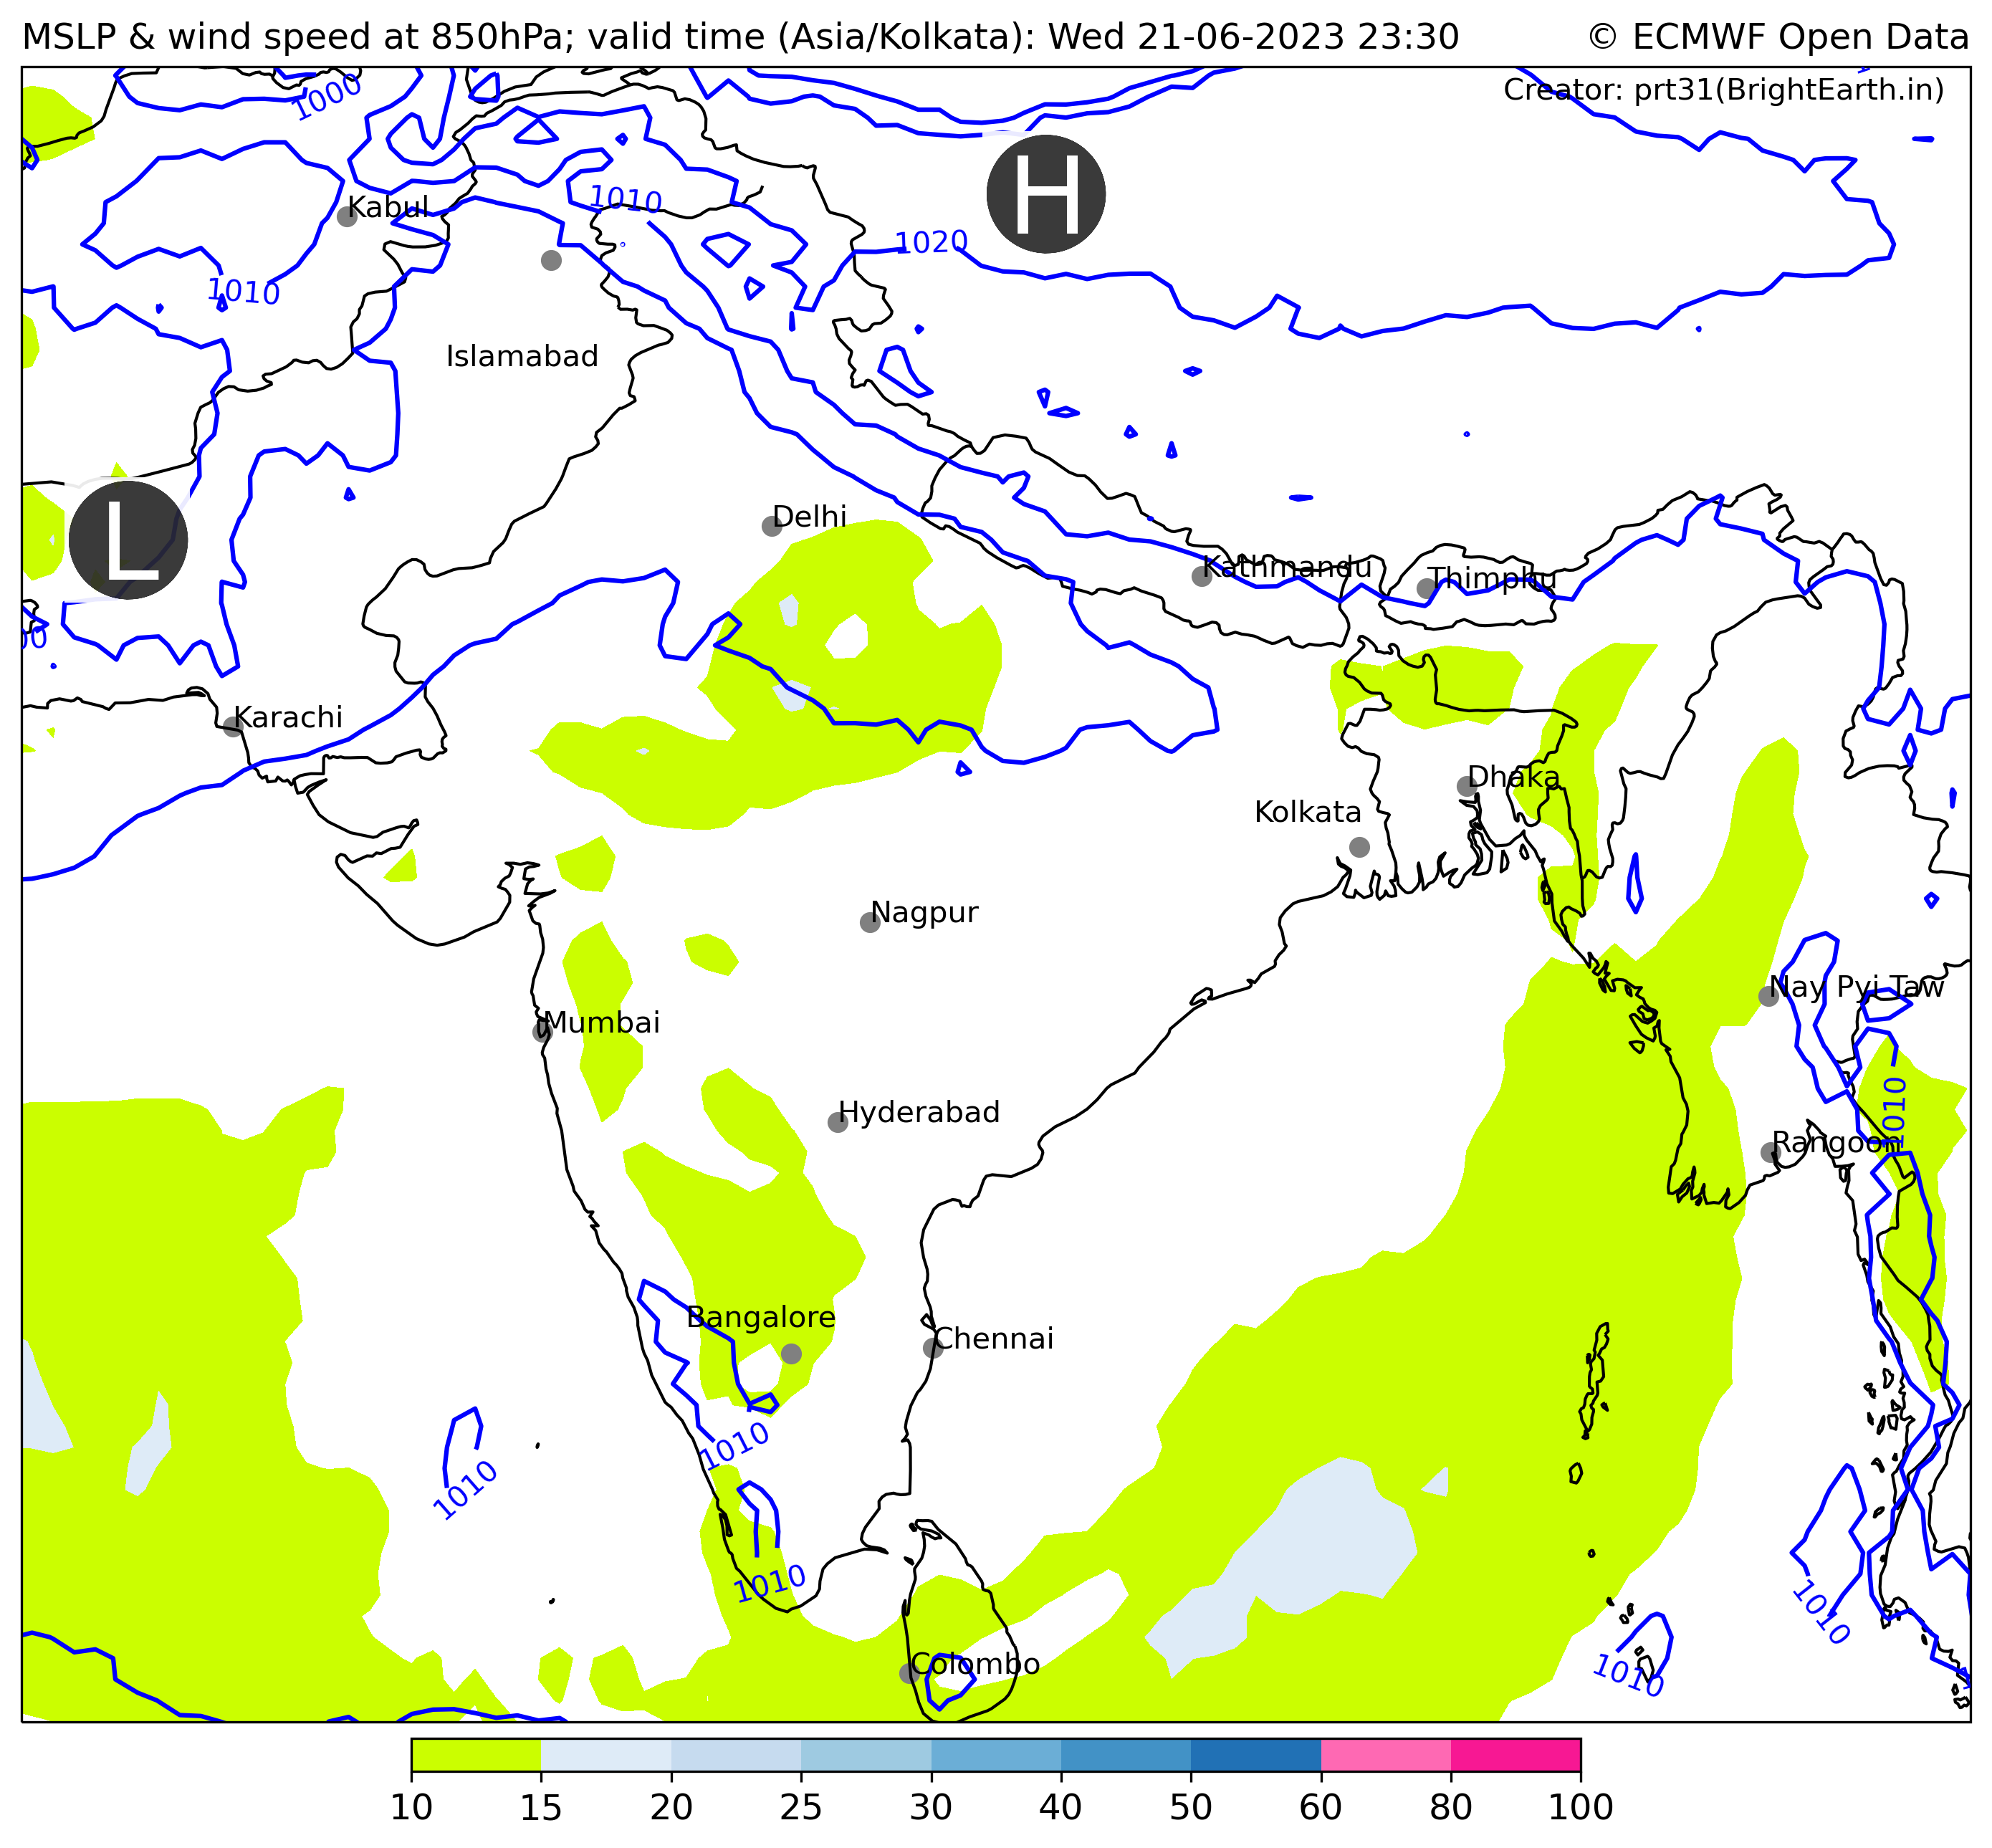 MSLP & wind speed at 850hPa; valid time (Asia/Kolkata): Wed 21-06-2023 23:30
© ECMWF Open Data
Creator: prt31(BrightEarth.in)
1000
H
1010
Kabul
1020
1010
Islamabad
L
Delhi
Kathmandu
Thimphu
00
Karachi
Dhaka
Kolkata
Nagpur
Nay Pyi Taw
Mumbai
1010
Hyderabad
Rangoon
Bangalore
Chennai
1010
1010
1010
1010
Colombo
1010
10 15 20 25 30 40 50 60 80 100